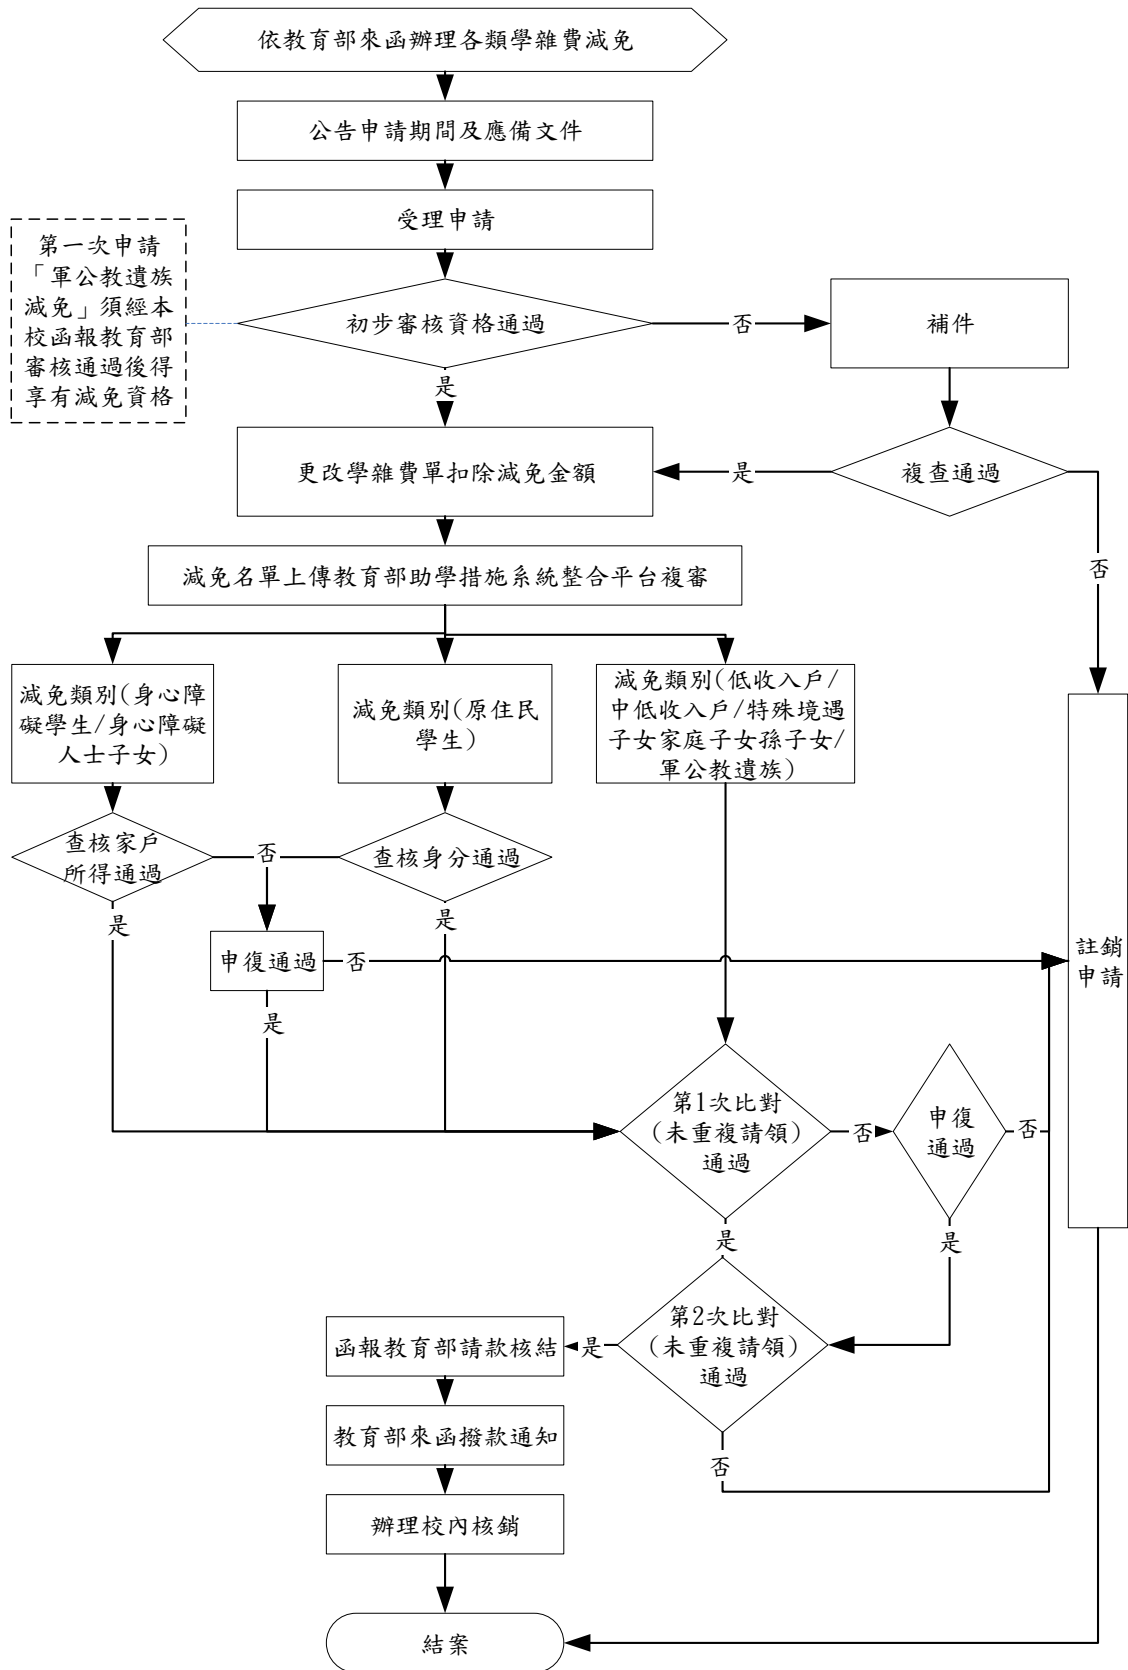 依教育部來函辦理各類學雜費減免
公告申請期間及應備文件
受理申請
第一次申請
「軍公教遺族
減免」須經本
校函報教育部
審核通過後得
享有減免資格
初步審核資格通過
否
補件
是
更改學雜費單扣除減免金額
是
複查通過
否
減免名單上傳教育部助學措施系統整合平台複審
減免類別(身心障
礙學生/身心障礙
人士子女)
減免類別(原住民
學生)
減免類別(低收入戶/
中低收入戶/特殊境遇
子女家庭子女孫子女/
軍公教遺族)
查核家戶
所得通過
否
查核身分通過
是
是
申復通過
否
是
註銷
申請
第1次比對
(未重複請領)
通過
否
申復
通過
否
是
是
第2次比對
(未重複請領)
通過
是
函報教育部請款核結
否
教育部來函撥款通知
辦理校內核銷
結案